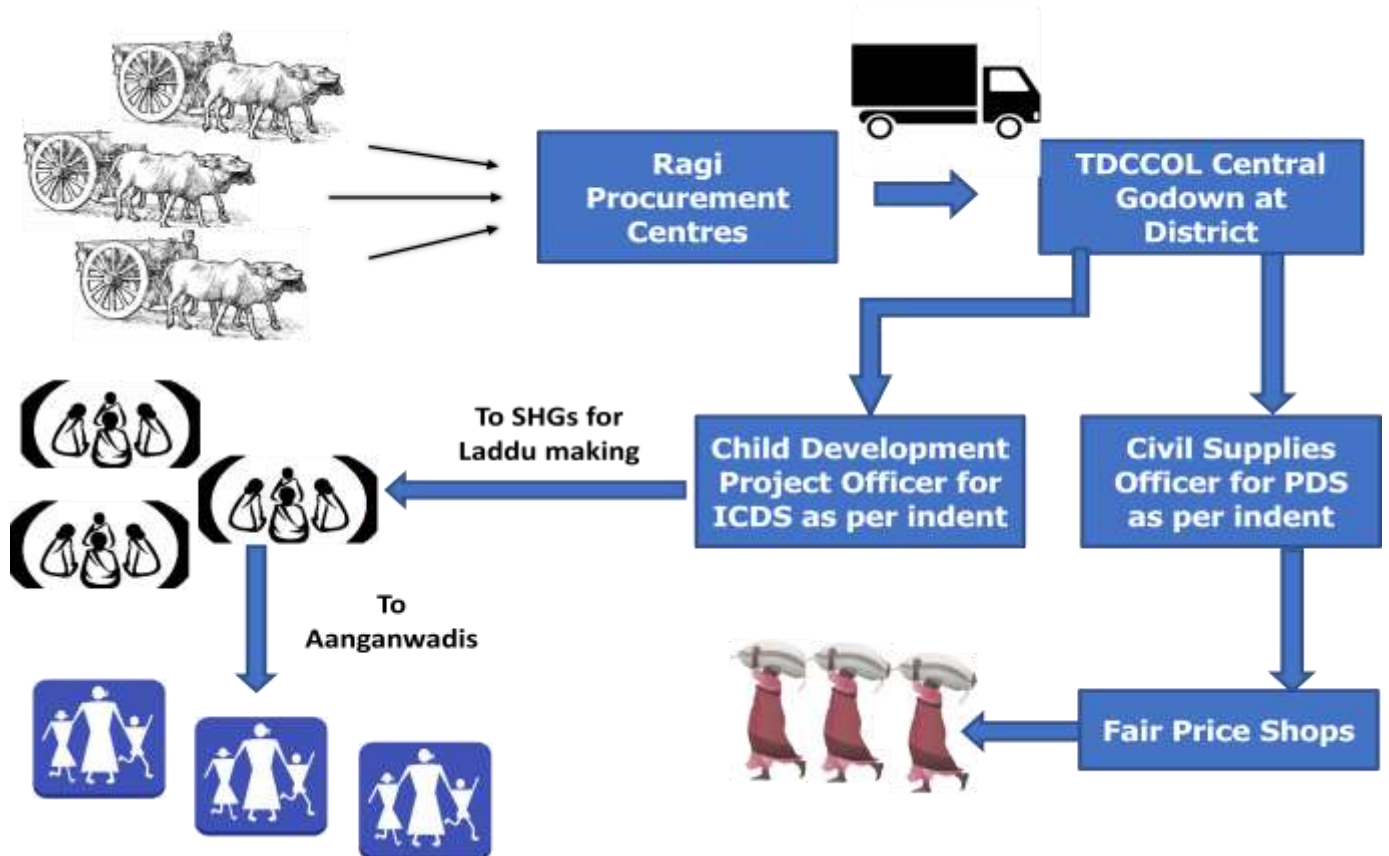 Ragi
Procurement
Centres
TDCCOL Central
Godown at
District
To SHGs for
Laddu making
Child Development
Project Officer for
ICDS as per indent
Civil Supplies
Officer for PDS
as per indent
To
Aanganwadis
Fair Price Shops